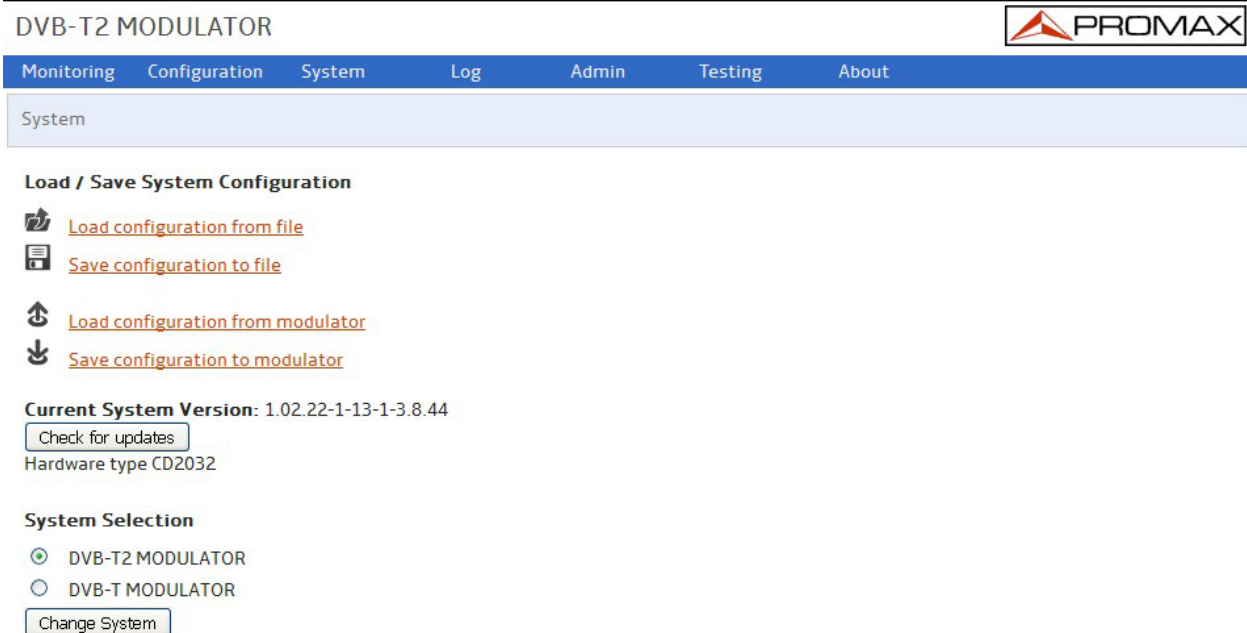 DVB-T2 MODULATOR
PROMAX
Monitoring Configuration System Log Admin Testing About
System
Load / Save System Configuration
Load configuration from file
Save configuration to file
Load configuration from modulator
Save configuration to modulator
Current System Version: 1.02.22-1-13-1-3.8.44
Check for updates
Hardware type CD2032
System Selection
DVB-T2 MODULATOR
DVB-T MODULATOR
Change System